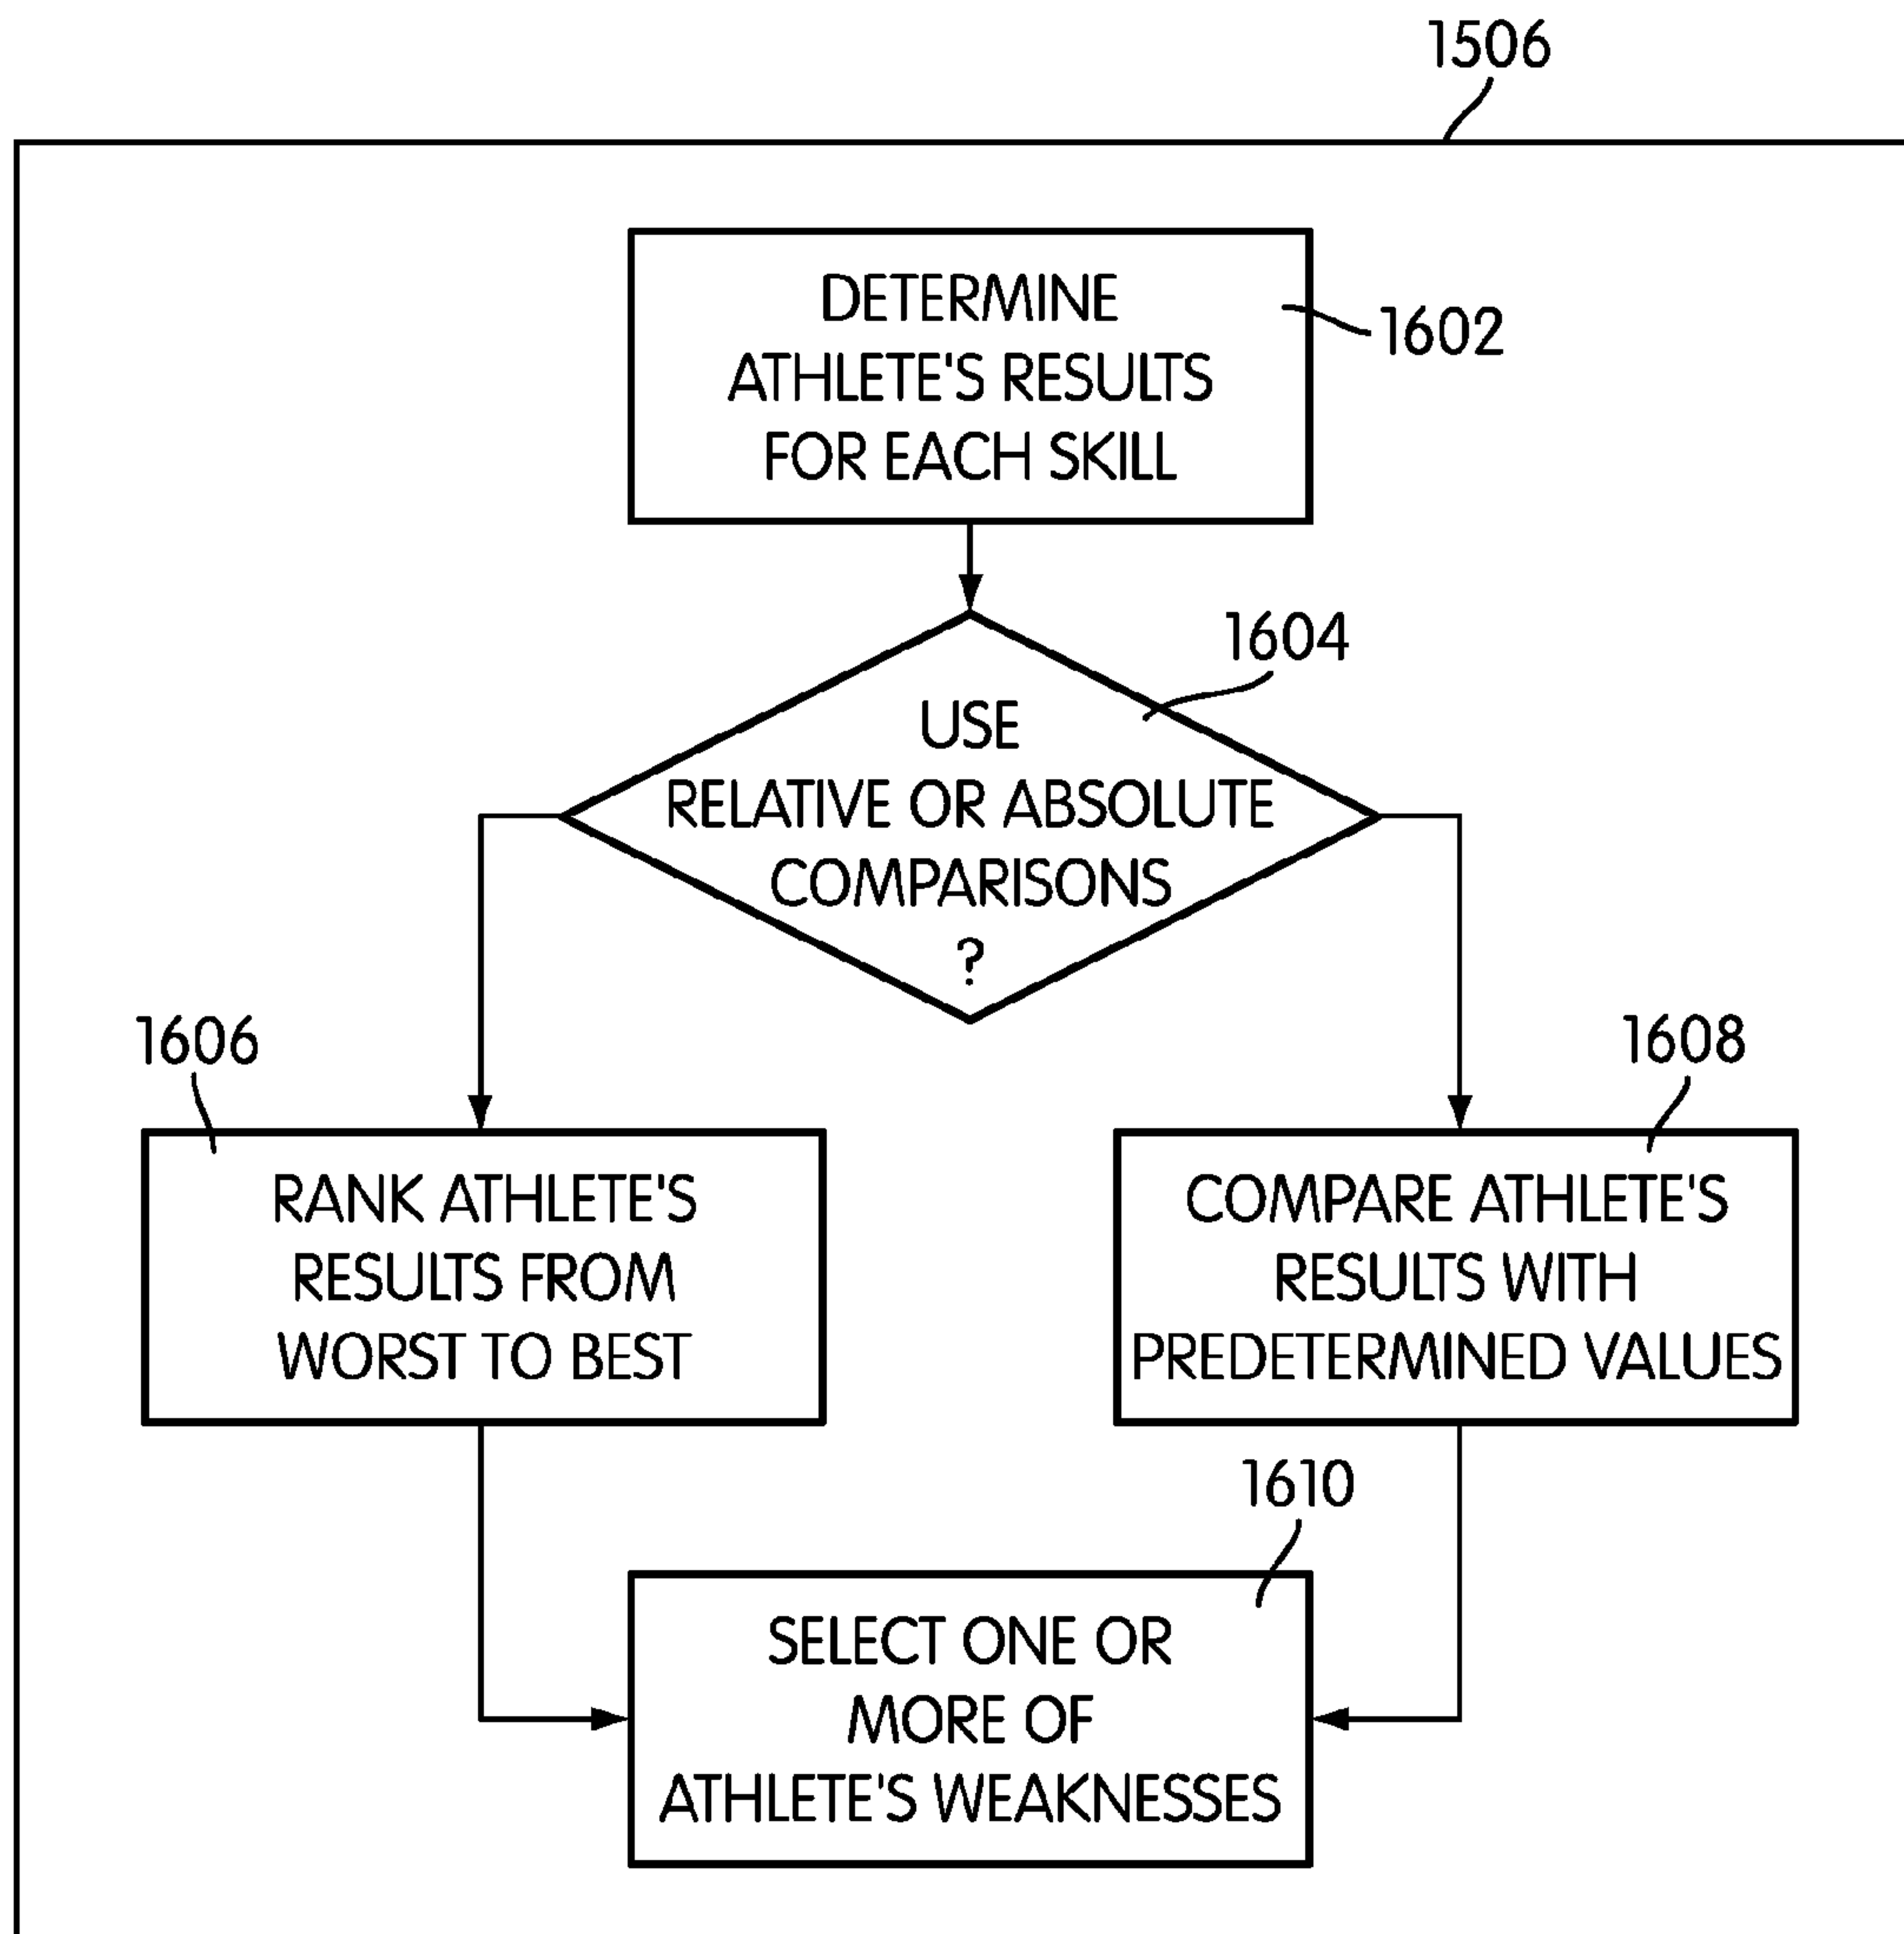 1506
DETERMINE
ATHLETE'S RESULTS
FOR EACH SKILL
1602
1604
USE
RELATIVE OR ABSOLUTE
COMPARISONS
?
1606
RANK ATHLETE'S
RESULTS FROM
WORST TO BEST
1608
COMPARE ATHLETE'S
RESULTS WITH
PREDETERMINED VALUES
1610
SELECT ONE OR
MORE OF
ATHLETE'S WEAKNESSES